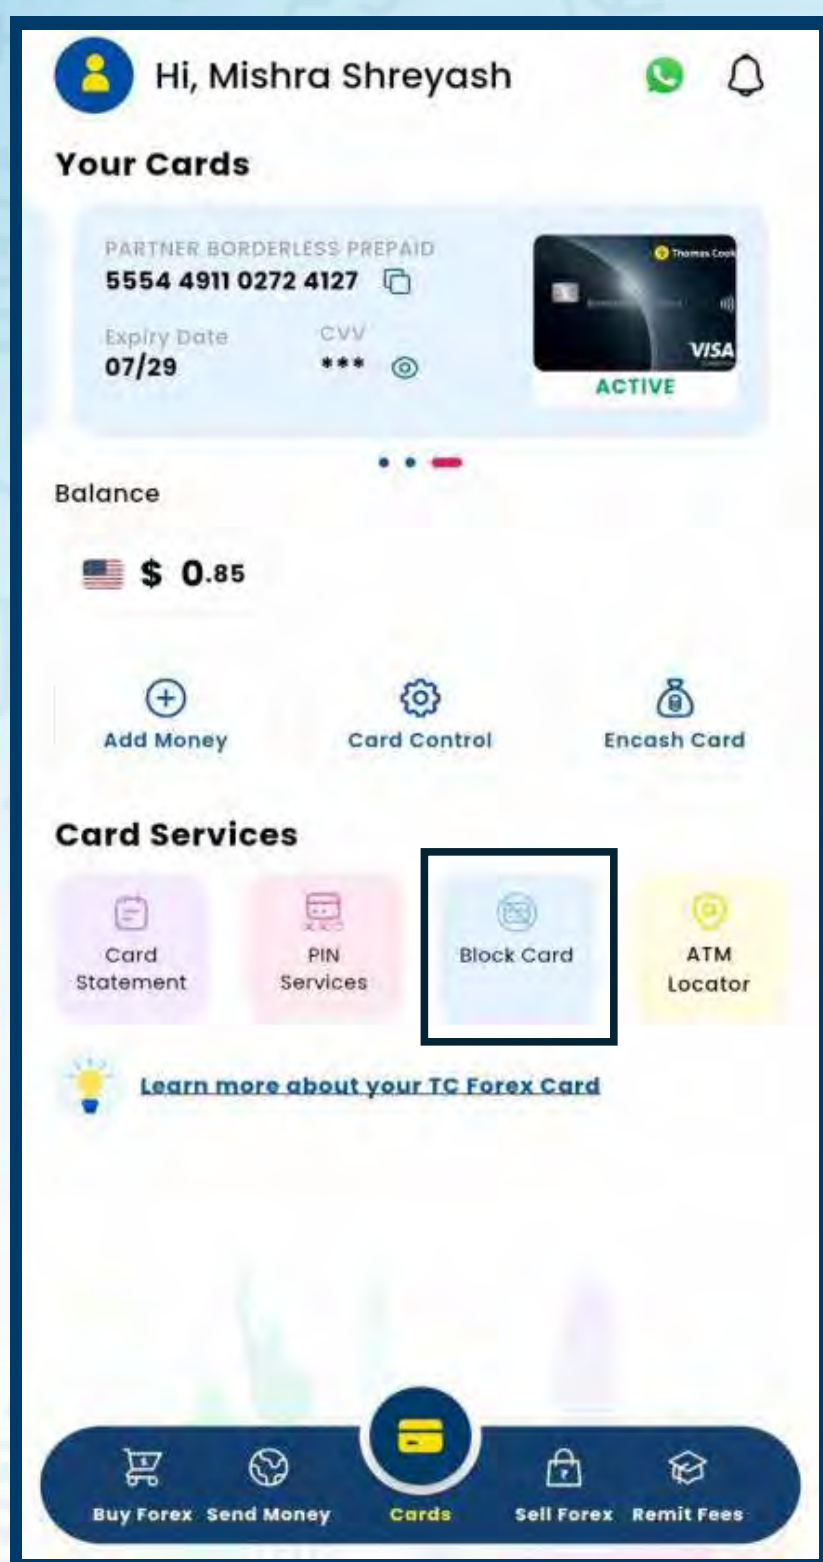 Hi, Mishra Shreyash
Your Cards
PARTNER BORDERLESS PREPAID
5554 4911 0272 4127
Expiry Date CVV
07/29 ***
Thomas Cook
VISA
ACTIVE
Balance
$ 0.85
Add Money Card Control Encash Card
Card Services
Card Statement
PIN Services
Block Card
ATM Locator
Learn more about your TC Forex Card
Buy Forex Send Money Cards Sell Forex Remit Fees